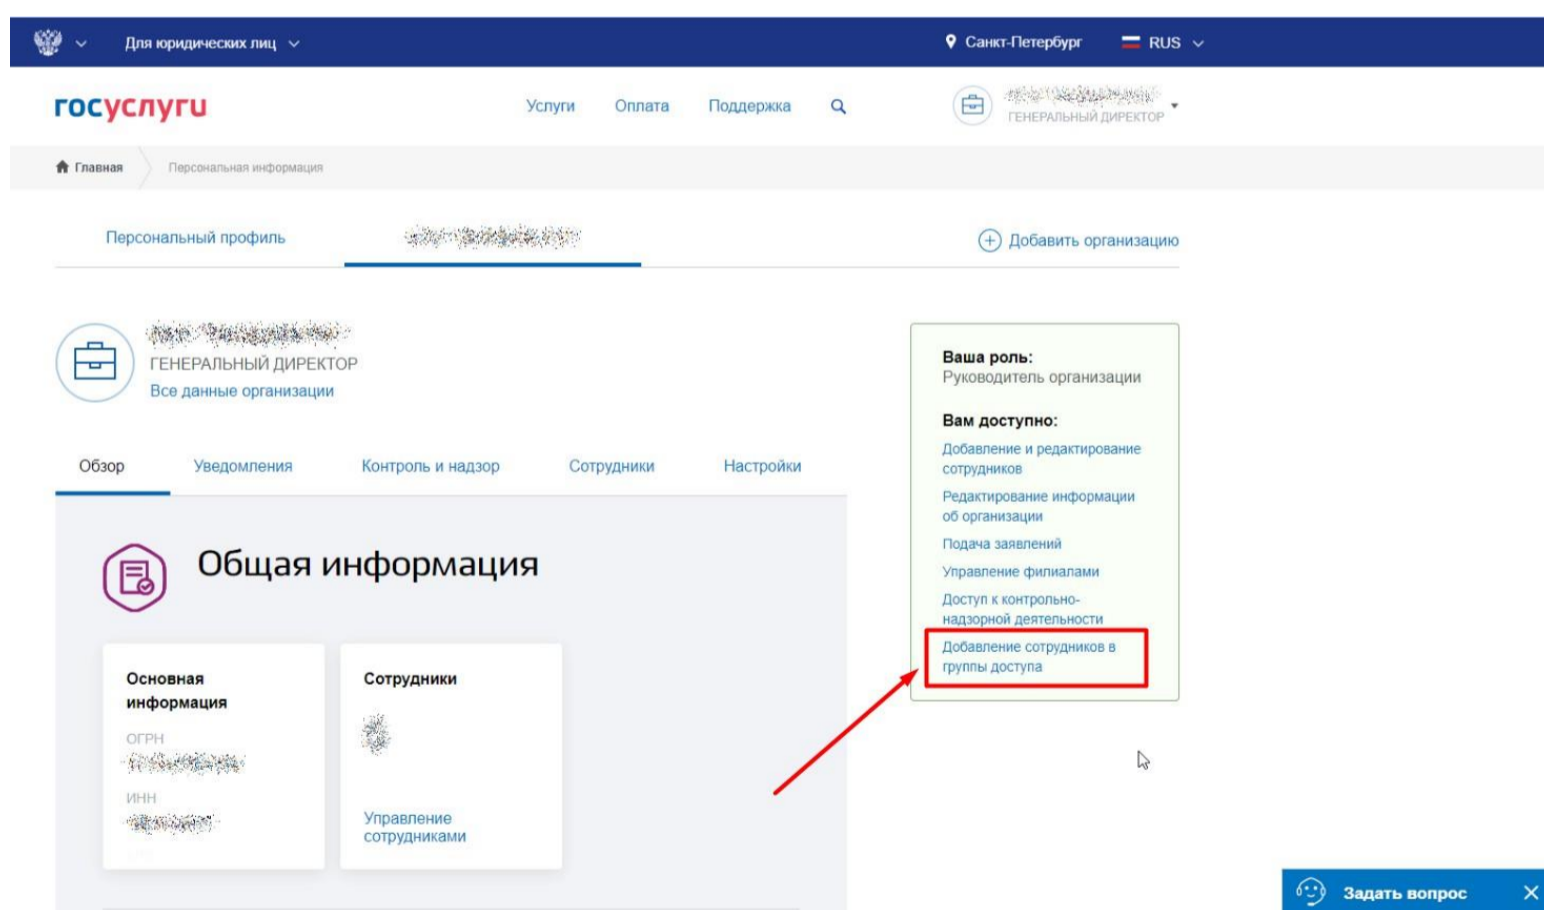 Для юридических лиц
Санкт-Петербург
RUS
госуслуги
Услуги
Оплата
Поддержка
ГЕНЕРАЛЬНЫЙ ДИРЕКТОР
Главная
Персональная информация
Персональный профиль
Добавить организацию
ГЕНЕРАЛЬНЫЙ ДИРЕКТОР
Все данные организации
Обзор
Уведомления
Контроль и надзор
Сотрудники
Настройки
Общая информация
Основная
информация
ОГРН
ИНН
Сотрудники
Управление
сотрудниками
Ваша роль:
Руководитель организации
Вам доступно:
Добавление и редактирование
сотрудников
Редактирование информации
об организации
Подача заявлений
Управление филиалами
Доступ к контрольно-
надзорной деятельности
Добавление сотрудников в
группы доступа
Задать вопрос